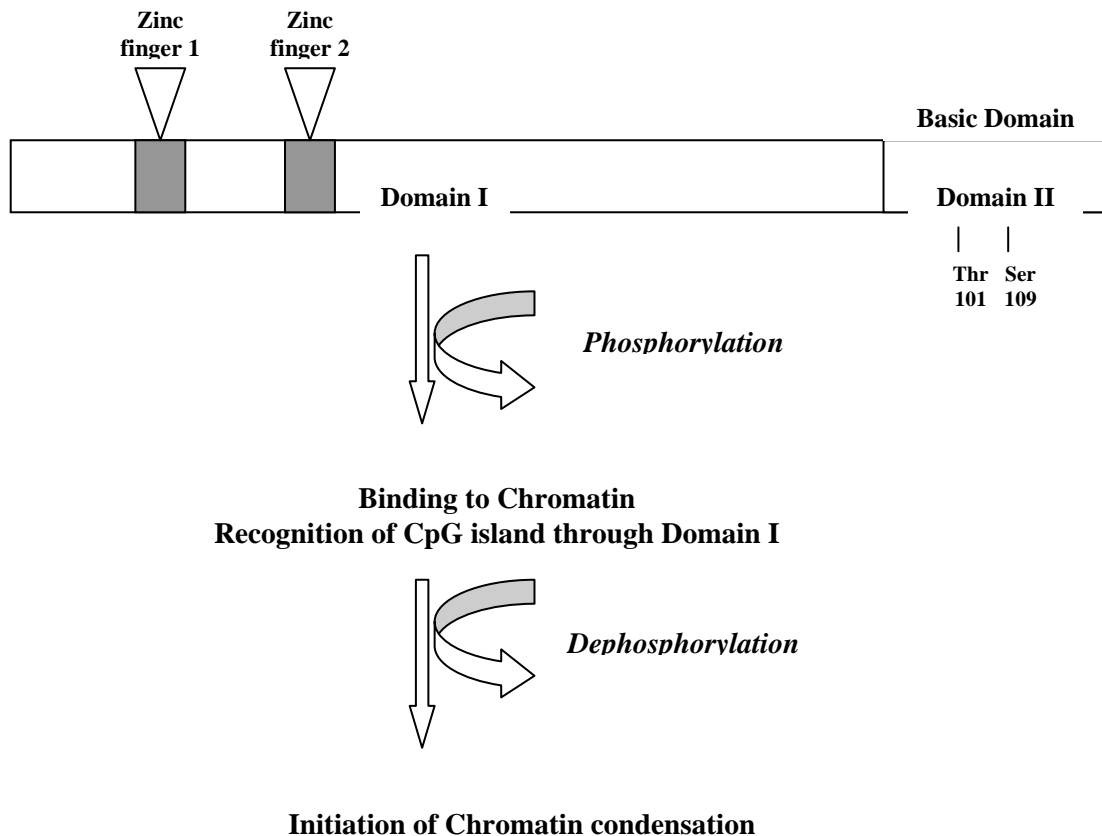 Zinc
finger 1
Zinc
finger 2
Basic Domain
Domain I
Domain II
Thr
101
Ser
109
Phosphorylation
Binding to Chromatin
Recognition of CpG island through Domain I
Dephosphorylation
Initiation of Chromatin condensation